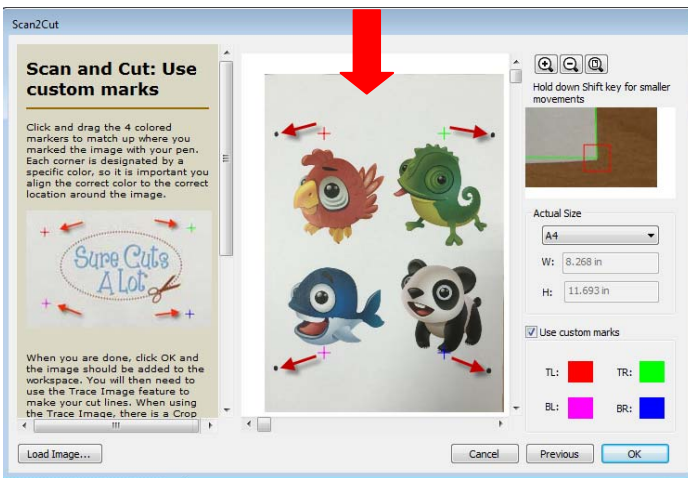 Scan2Cut
Scan and Cut: Use
custom marks
Click and drag the 4 colored
markers to match up where you
marked the image with your pen.
Each corner is designated by a
specific color, so it is important you
align the correct color to the correct
location around the image.
Sure Cuts
A Lot
When you are done, click OK and
the image should be added to the
workspace. You will then need to
use the Trace Image feature to
make your cut lines. When using
the Trace Image, there is a Crop
Hold down Shift key for smaller
movements
Actual Size
A4
W: 8.268 in
H: 11.693 in
Use custom marks
TL: TR:
BL: BR:
Load Image...
Cancel
Previous
OK